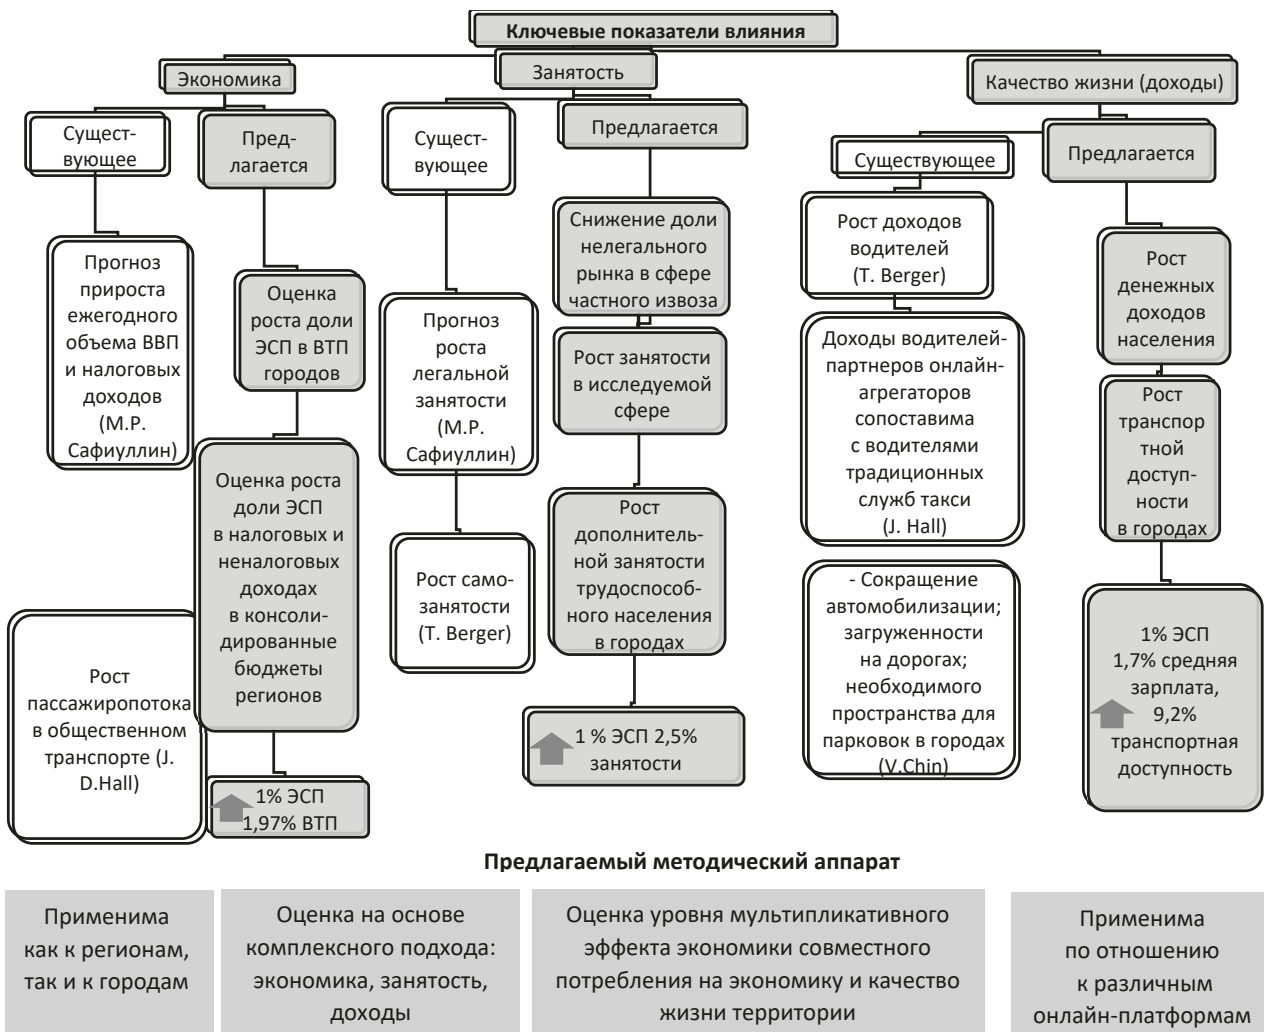 Ключевые показатели влияния
Экономика
Сущест-
вующее
Прогноз
прироста
ежегодного
объема ВВП
и налоговых
доходов
(М.Р.
Сафиуллин)
Рост
пассажиропотока
в общественном
транспорте (J.
D.Hall)
Пред-
лагается
Оценка
роста доли
ЭСП в ВТП
городов
Оценка роста
доли ЭСП
в налоговых и
неналоговых
доходах
в консоли-
дированные
бюджеты
регионов
1% ЭСП
1,97% ВТП
Занятость
Сущест-
вующее
Прогноз
роста
легальной
занятости
(М.Р.
Сафиуллин)
Рост само-
занятости
(T. Berger)
Предлагается
Снижение доли
нелегального
рынка в сфере
частного извоза
Рост занятости
в исследуемой
сфере
Рост
дополнитель-
ной занятости
трудоспособ-
ного населения
в городах
1 % ЭСП 2,5%
занятости
Качество жизни (доходы)
Существующее
Рост доходов
водителей
(T. Berger)
Доходы водителей-
партнеров онлайн-
агрегаторов
сопоставима
с водителями
традиционных
служб такси
(J. Hall)
- Сокращение
автомобилизации;
загруженности
на дорогах;
необходимого
пространства для
парковок в городах
(V.Chin)
Предлагается
Рост
денежных
доходов
населения
Рост
транспор
тной
доступ-
ности
в городах
1% ЭСП
1,7% средняя
зарплата,
9,2%
транспортная
доступность
Предлагаемый методический аппарат
Применима
как к регионам,
так и к городам
Оценка на основе
комплексного подхода:
экономика, занятость,
доходы
Оценка уровня мультипликативного
эффекта экономики совместного
потребления на экономику и качество
жизни территории
Применима
по отношению
к различным
онлайн-платформам